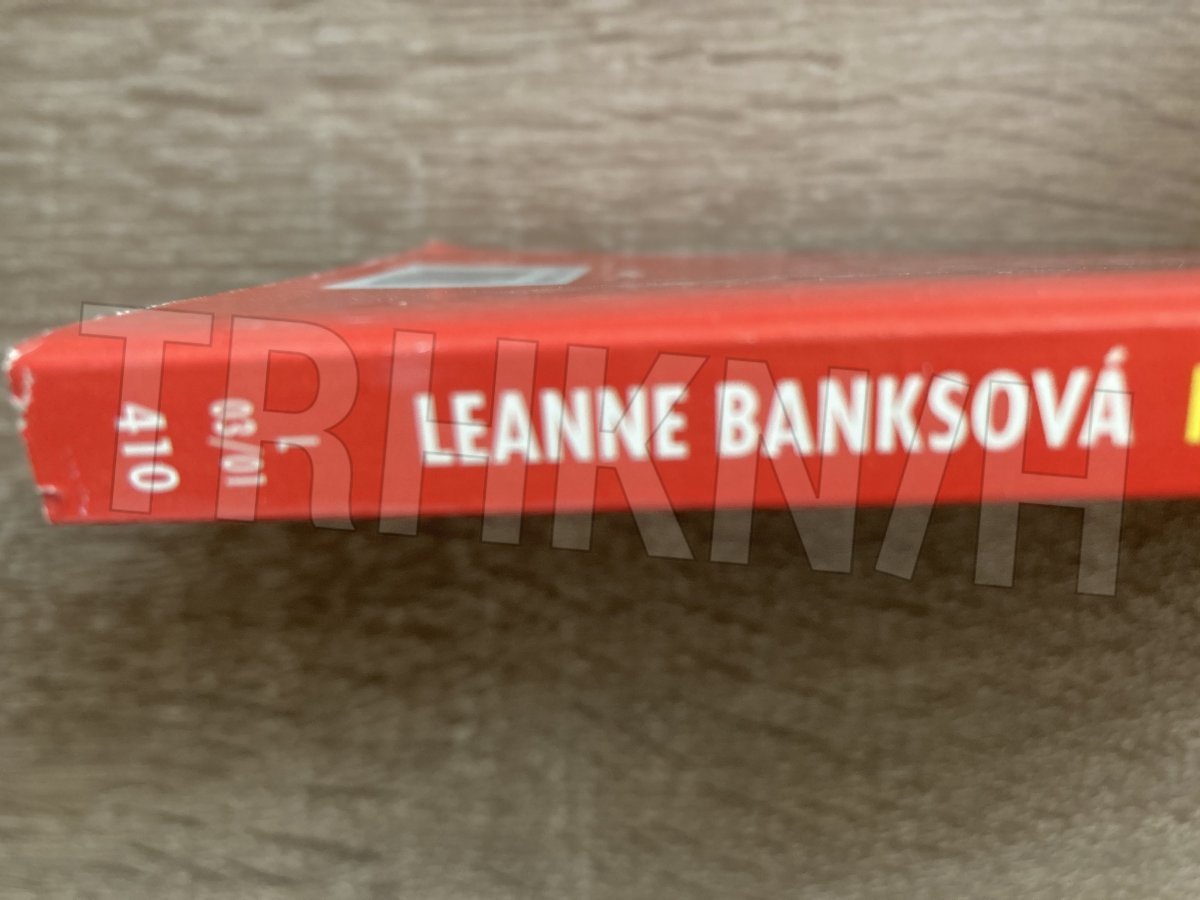 410
03/01
LEANNE BANKSOVÁ
TRHKNIH